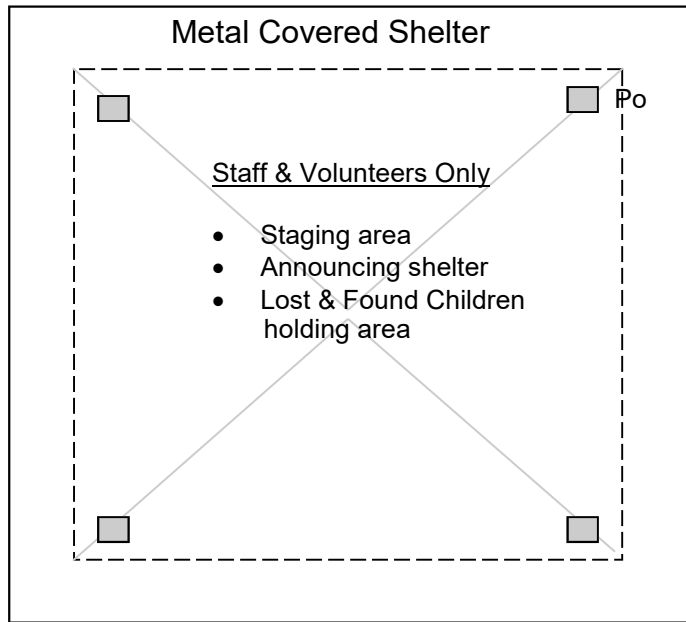 Metal Covered Shelter
Po
Staff & Volunteers Only
• Staging area
• Announcing shelter
• Lost & Found Children
holding area